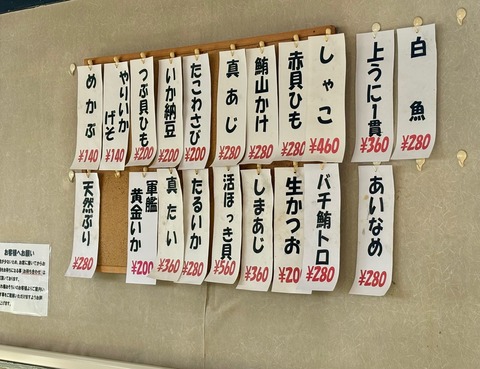 白魚
¥280
上うに一貫
¥360
しゃこ
¥460
赤貝ひも
¥280
鮪山かけ
¥280
真あじ
¥280
たこわさび
¥200
いか納豆
¥200
つぶ貝ひも
¥200
やりいか
げそ
¥140
めかぶ
¥140
あいなめ
¥280
バチ鮪トロ
¥280
生かつお
¥20
しまあじ
¥360
活ほっき貝
¥560
たるいか
¥280
真たい
¥360
軍艦
黄金いか
¥200
天然ぶり
¥280
お客様へお願い